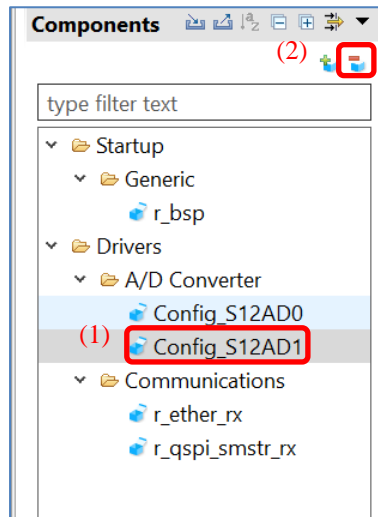 Components
(2)
type filter text
Startup
Generic
r_bsp
Drivers
A/D Converter
Config_S12AD0
(1) Config_S12AD1
Communications
r_ether_rx
r_qspi_smstr_rx